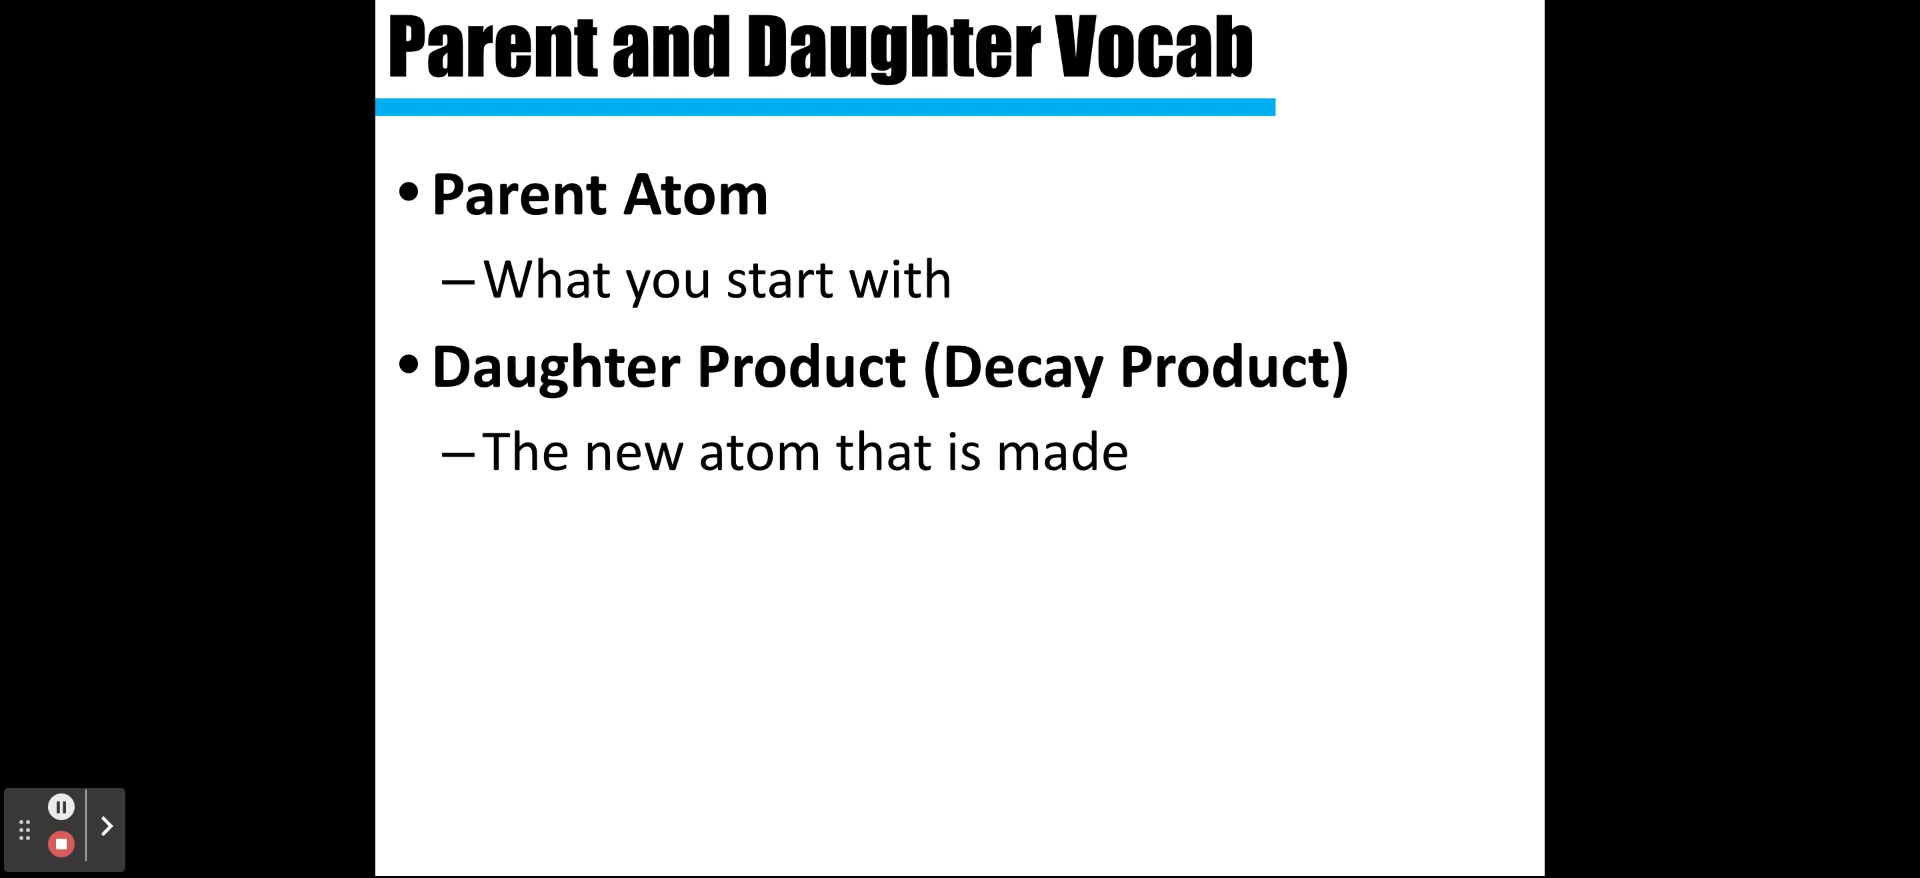 Parent and Daughter Vocab
• Parent Atom
– What you start with
• Daughter Product (Decay Product)
– The new atom that is made